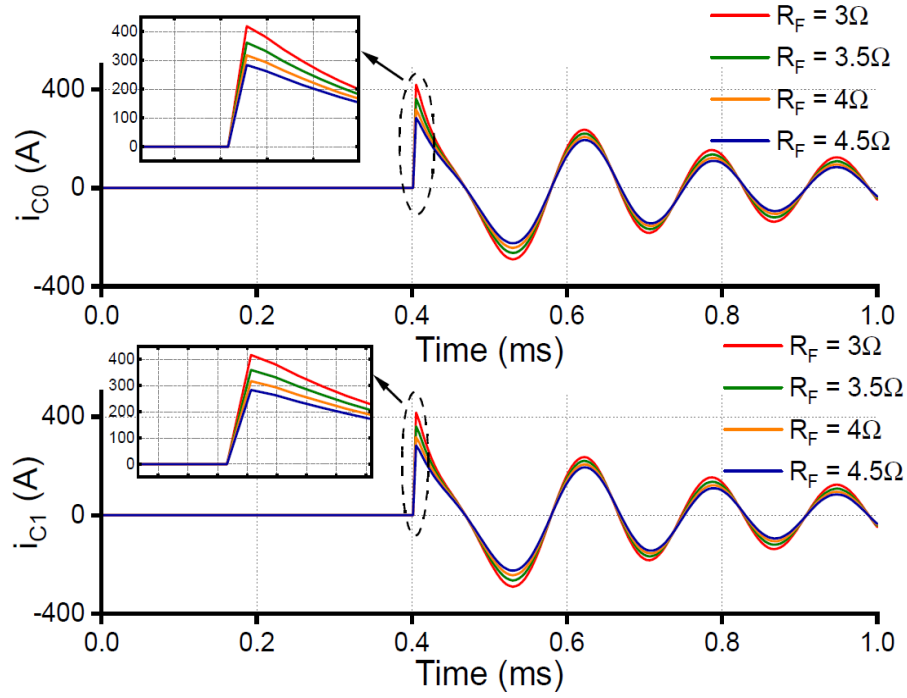 400
300
200
100
0
R_F = 3Ω
R_F = 3.5Ω
R_F = 4Ω
R_F = 4.5Ω
i_C0 (A)
400
0
-400
0.0 0.2 0.4 0.6 0.8 1.0
Time (ms)
400
300
200
100
0
R_F = 3Ω
R_F = 3.5Ω
R_F = 4Ω
R_F = 4.5Ω
i_C1 (A)
400
0
-400
0.0 0.2 0.4 0.6 0.8 1.0
Time (ms)